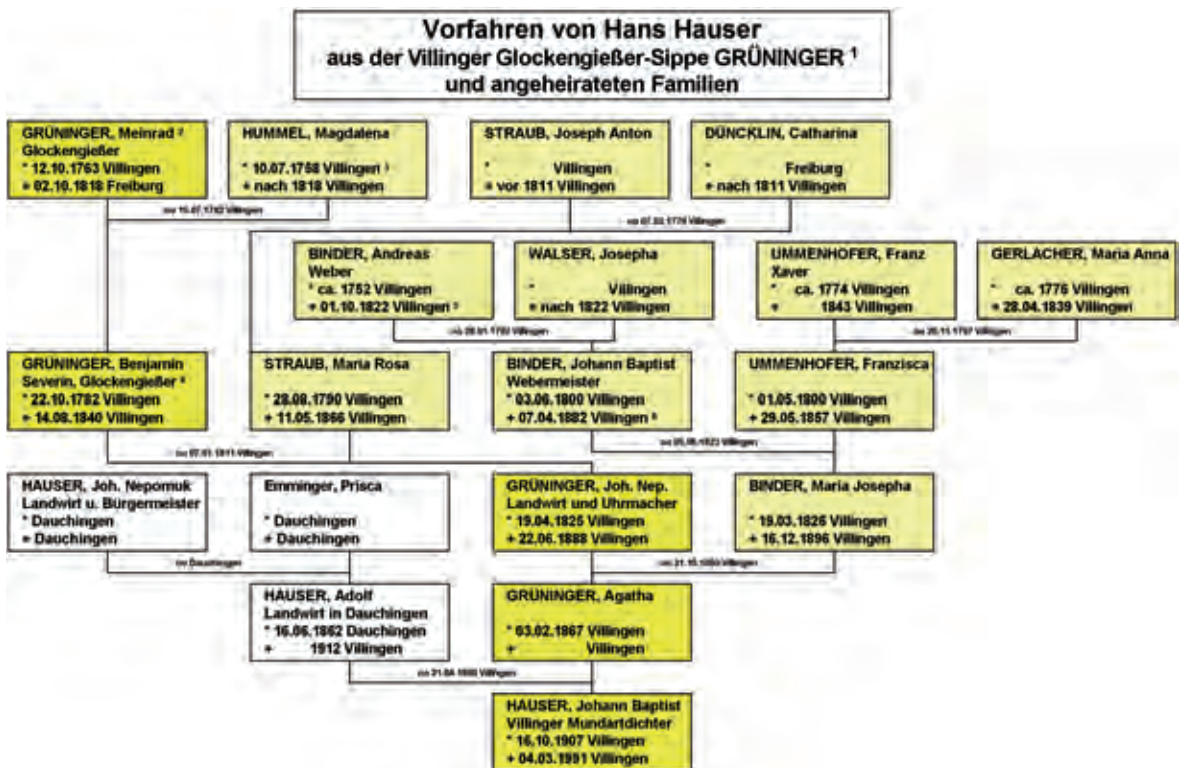 Vorfahren von Hans Hauser
aus der Villinger Glockengießer-Sippe GRÜNINGER ¹
und angeheirateten Familien
GRÜNINGER, Meinrad ²
Glockengießer
* 12.10.1763 Villingen
+ 02.10.1818 Freiburg
HUMMEL, Magdalena
* 10.07.1758 Villingen
+ nach 1818 Villingen
STRAUB, Joseph Anton
* Villingen
+ vor 1811 Villingen
DÜNCKLIN, Catharina
* Freiburg
+ nach 1811 Villingen
Villingen
Villingen
BINDER, Andreas
Weber
* ca. 1752 Villingen
+ 01.10.1822 Villingen
WALSER, Josepha
* Villingen
+ nach 1822 Villingen
UMMENHOFER, Franz
Xaver
* ca. 1774 Villingen
+ 1843 Villingen
GERLACHER, Maria Anna
* ca. 1776 Villingen
+ 28.04.1839 Villingen
Villingen
Villingen
GRÜNINGER, Benjamin
Severin, Glockengießer
* 22.10.1782 Villingen
+ 14.08.1840 Villingen
STRAUB, Maria Rosa
* 28.08.1790 Villingen
+ 11.05.1866 Villingen
BINDER, Johann Baptist
Webermeister
* 03.06.1800 Villingen
+ 07.04.1882 Villingen
UMMENHOFER, Franzisca
* 01.05.1800 Villingen
+ 29.05.1857 Villingen
Villingen
Villingen
HAUSER, Joh. Nepomuk
Landwirt u. Bürgermeister
* Dauchingen
+ Dauchingen
Emminger, Prisca
* Dauchingen
+ Dauchingen
GRÜNINGER, Joh. Nep.
Landwirt und Uhrmacher
* 19.04.1825 Villingen
+ 22.06.1888 Villingen
BINDER, Maria Josepha
* 19.03.1826 Villingen
+ 16.12.1896 Villingen
oo Dauchingen
Villingen
HAUSER, Adolf
Landwirt in Dauchingen
* 16.06.1862 Dauchingen
+ 1912 Villingen
GRÜNINGER, Agatha
* 03.02.1867 Villingen
+ Villingen
Villingen
HAUSER, Johann Baptist
Villinger Mundartdichter
* 16.10.1907 Villingen
+ 04.03.1991 Villingen